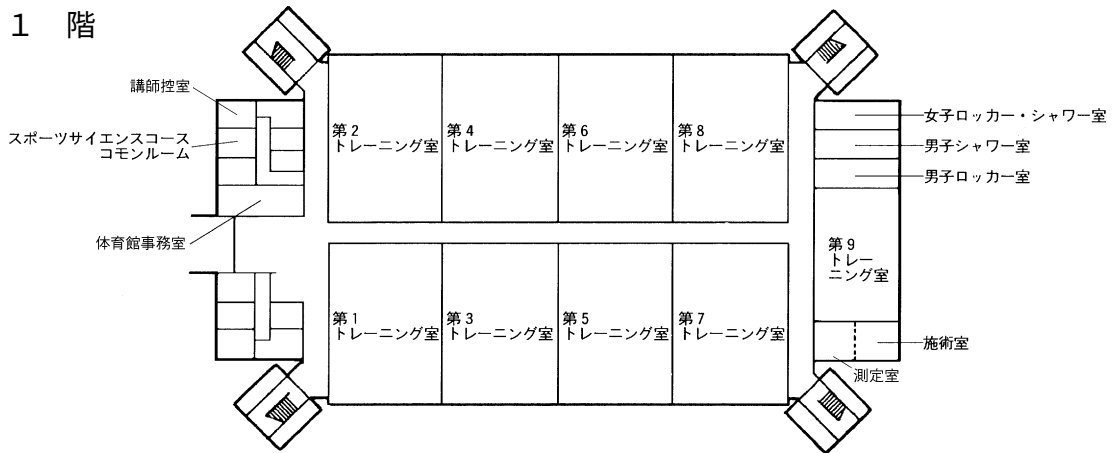 1 階
講師控室
スポーツサイエンスコース
コモンルーム
体育館事務室
第2
トレーニング室
第4
トレーニング室
第6
トレーニング室
第8
トレーニング室
女子ロッカー・シャワー室
男子シャワー室
男子ロッカー室
第9
トレー
ニング室
第1
トレーニング室
第3
トレーニング室
第5
トレーニング室
第7
トレーニング室
施術室
測定室